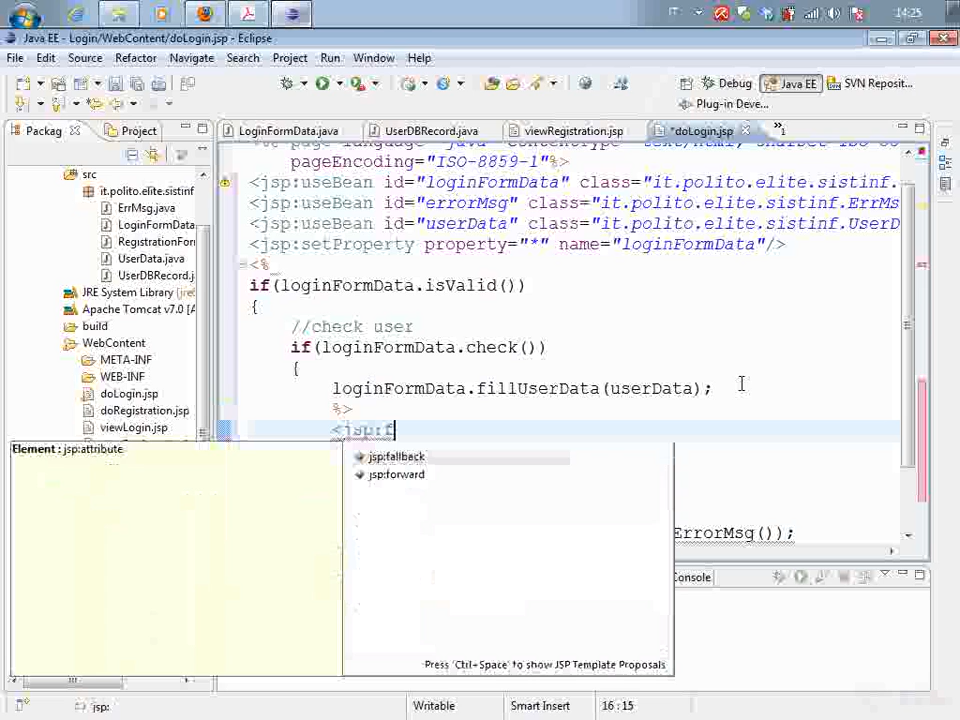 IT
14:25
Java EE - Login/WebContent/doLogin.jsp - Eclipse
File Edit Source Refactor Navigate Search Project Run Window Help
Debug Java EE SVN Reposit...
Plug-in Deve...
Packag Project
LoginFormData.java UserDBRecord.java viewRegistration.jsp *doLogin.jsp »1
src
it.polito.elite.sistinf
ErrMsg.java
LoginFormData
RegistrationForr
UserData.java
UserDBRecord.j
JRE System Library [jre
Apache Tomcat v7.0 [a
build
WebContent
META-INF
WEB-INF
doLogin.jsp
doRegistration.jsp
viewLogin.jsp
pageEncoding="ISO-8859-1"%>
<jsp:useBean id="loginFormData" class="it.polito.elite.sistinf.
<jsp:useBean id="errorMsg" class="it.polito.elite.sistinf.ErrMs
<jsp:useBean id="userData" class="it.polito.elite.sistinf.UserD
<jsp:setProperty property="*" name="loginFormData"/>
<%
if(loginFormData.isValid())
{
//check user
if(loginFormData.check())
{
loginFormData.fillUserData(userData);
%>
<jsp:f
ErrorMsg());
Element : jsp:attribute
jsp:fallback
jsp:forward
Press 'Ctrl+Space' to show JSP Template Proposals
Console
jsp:
Writable Smart Insert 16 : 15